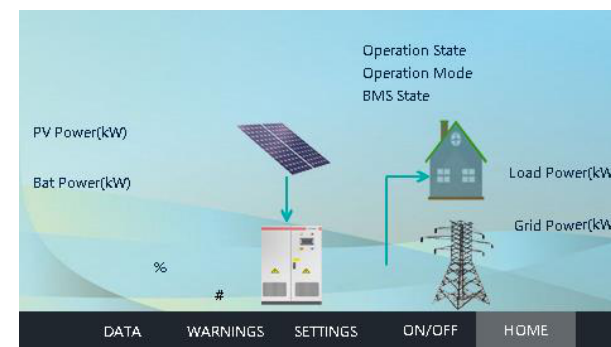 Operation State
Operation Mode
BMS State
PV Power(kW)
Bat Power(kW)
Load Power(kW
Grid Power(kW
%
#
DATA WARNINGS SETTINGS ON/OFF HOME